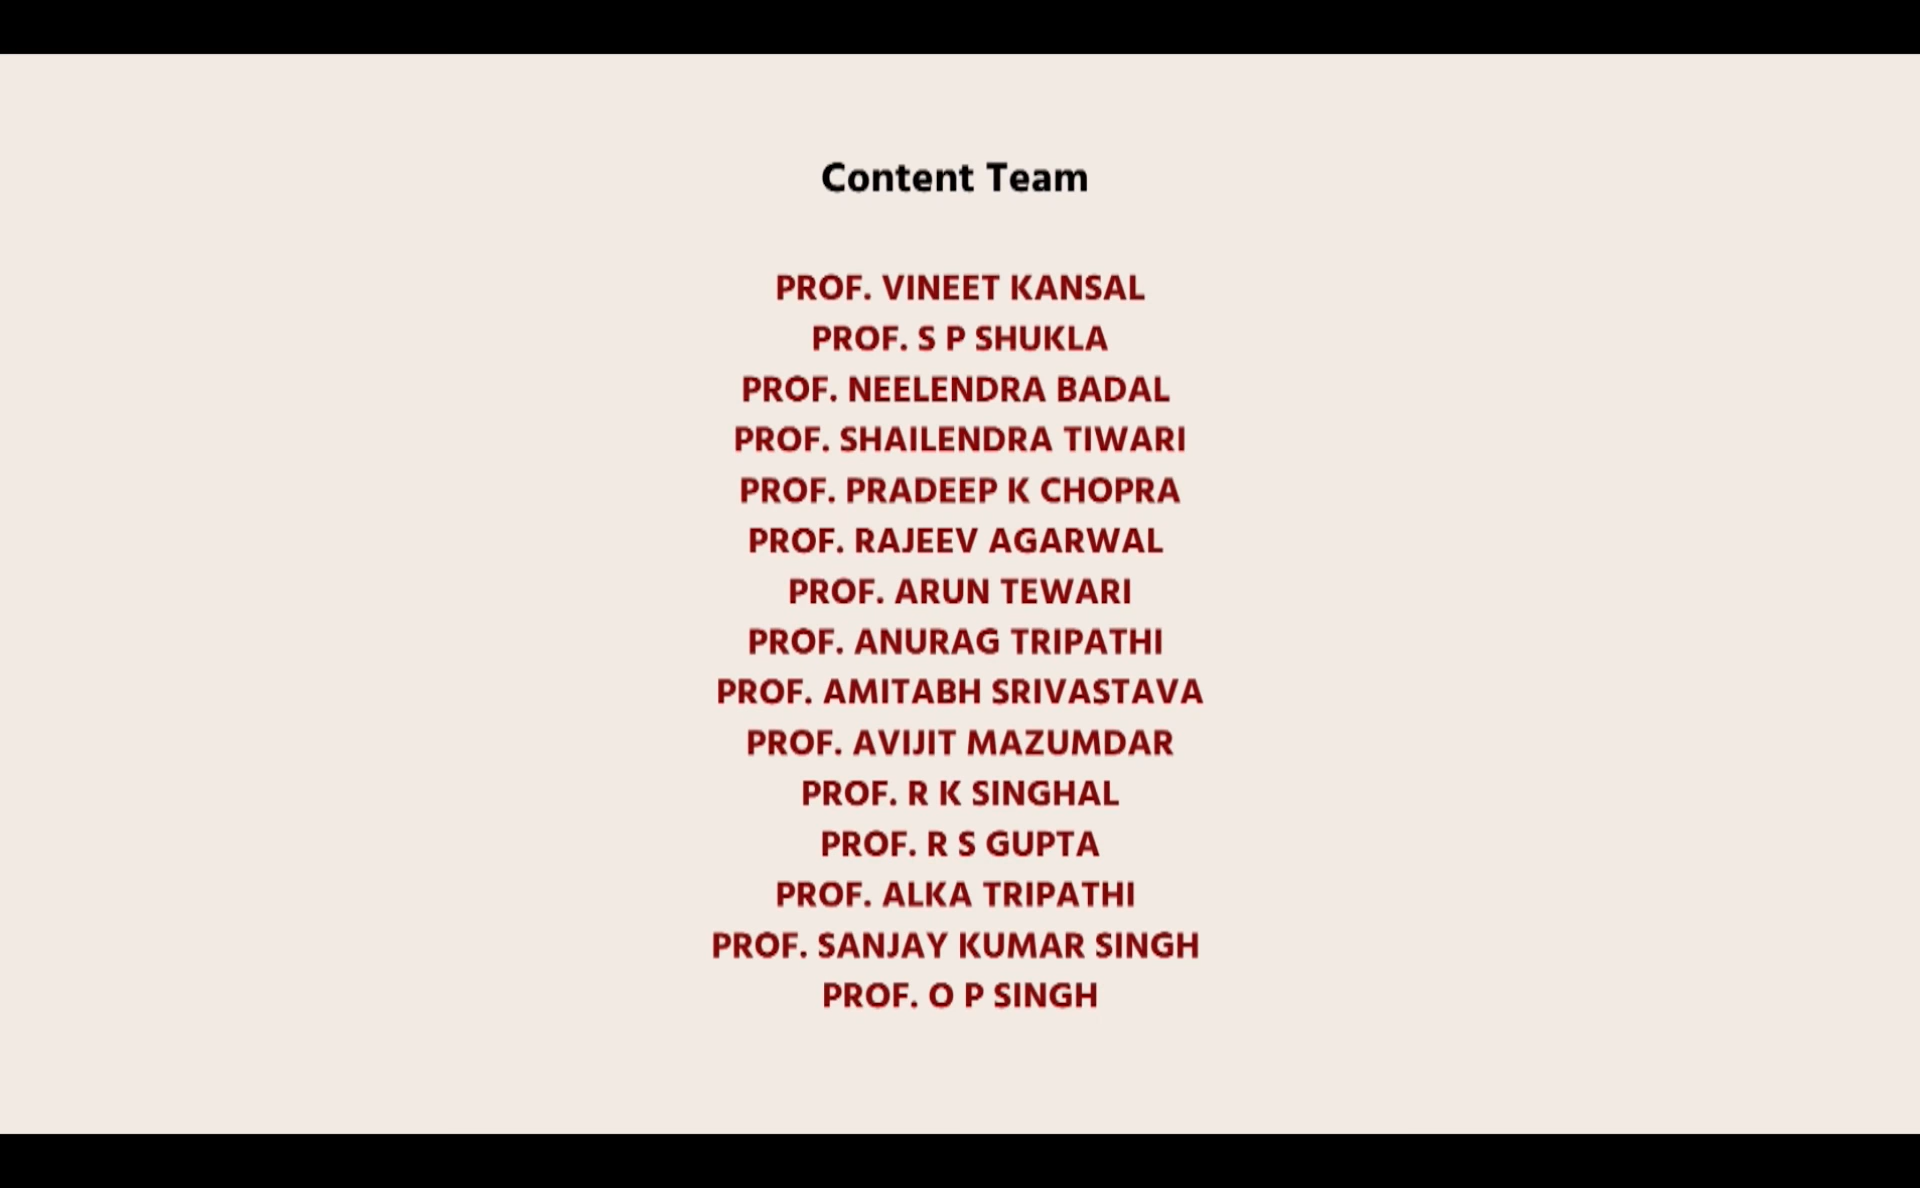 Content Team
PROF. VINEET KANSAL
PROF. S P SHUKLA
PROF. NEELENDRA BADAL
PROF. SHAILENDRA TIWARI
PROF. PRADEEP K CHOPRA
PROF. RAJEEV AGARWAL
PROF. ARUN TEWARI
PROF. ANURAG TRIPATHI
PROF. AMITABH SRIVASTAVA
PROF. AVIJIT MAZUMDAR
PROF. R K SINGHAL
PROF. R S GUPTA
PROF. ALKA TRIPATHI
PROF. SANJAY KUMAR SINGH
PROF. O P SINGH